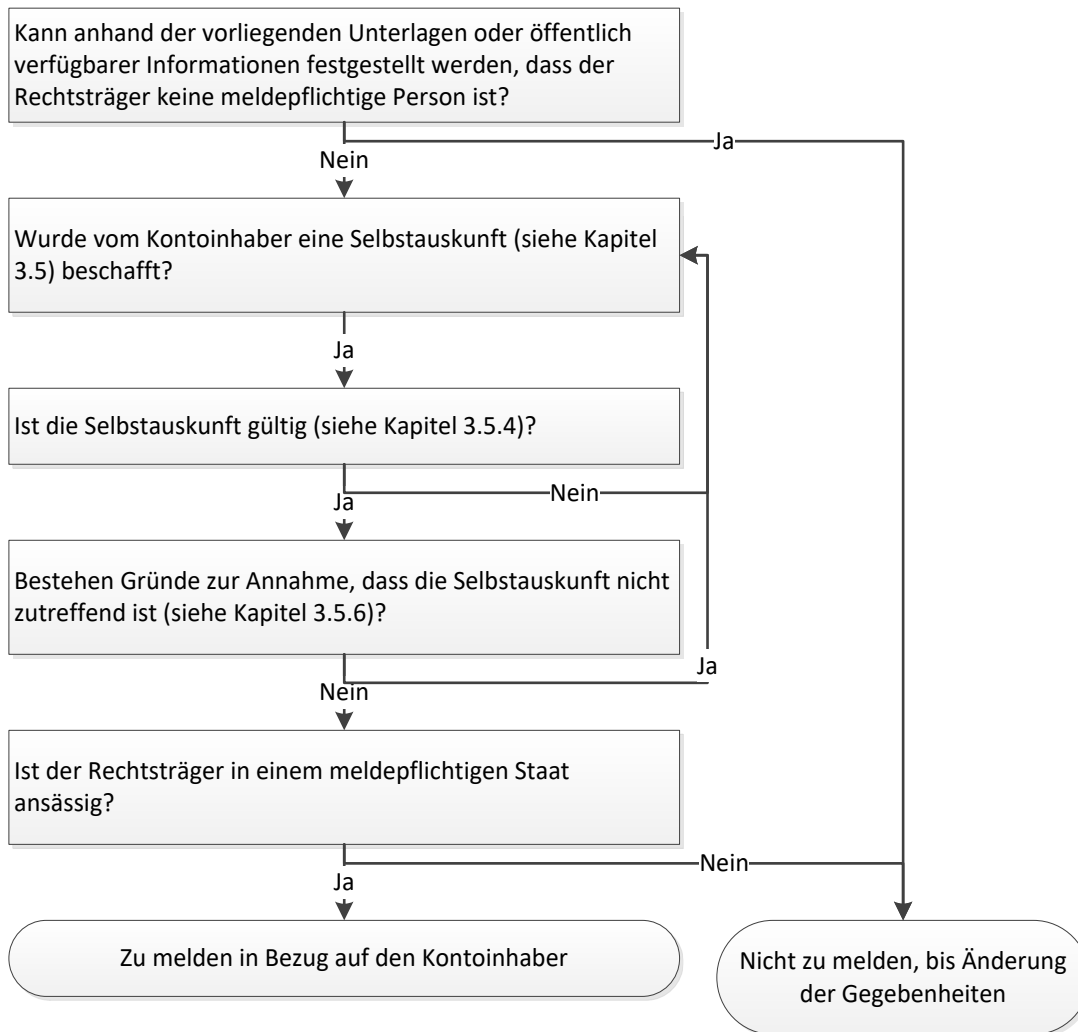 Kann anhand der vorliegenden Unterlagen oder öffentlich
verfügbarer Informationen festgestellt werden, dass der
Rechtsträger keine meldepflichtige Person ist?
Ja
Nein
Wurde vom Kontoinhaber eine Selbstauskunft (siehe Kapitel
3.5) beschafft?
Ja
Ist die Selbstauskunft gültig (siehe Kapitel 3.5.4)?
Nein
Ja
Bestehen Gründe zur Annahme, dass die Selbstauskunft nicht
zutreffend ist (siehe Kapitel 3.5.6)?
Ja
Nein
Ist der Rechtsträger in einem meldepflichtigen Staat
ansässig?
Nein
Ja
Zu melden in Bezug auf den Kontoinhaber
Nicht zu melden, bis Änderung
der Gegebenheiten